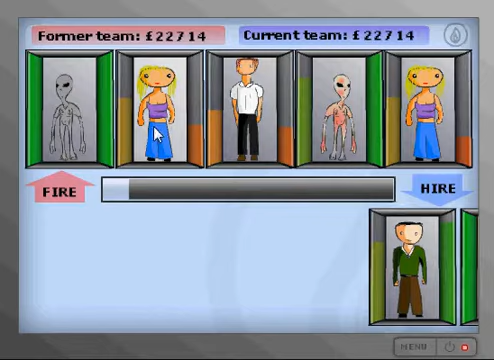 Former team: £22714
Current team: £22714
FIRE
HIRE
MENU